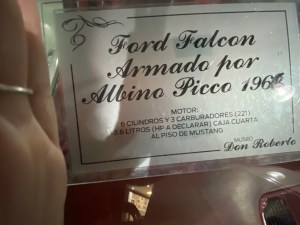 Ford Falcon
Armado por
Albino Picco 196
MOTOR:
6 CILINDROS Y 3 CARBURADORES (221)
3.6 LITROS (HP A DECLARAR) CAJA CUARTA
AL PISO DE MUSTANG
MUSEO
Don Roberto